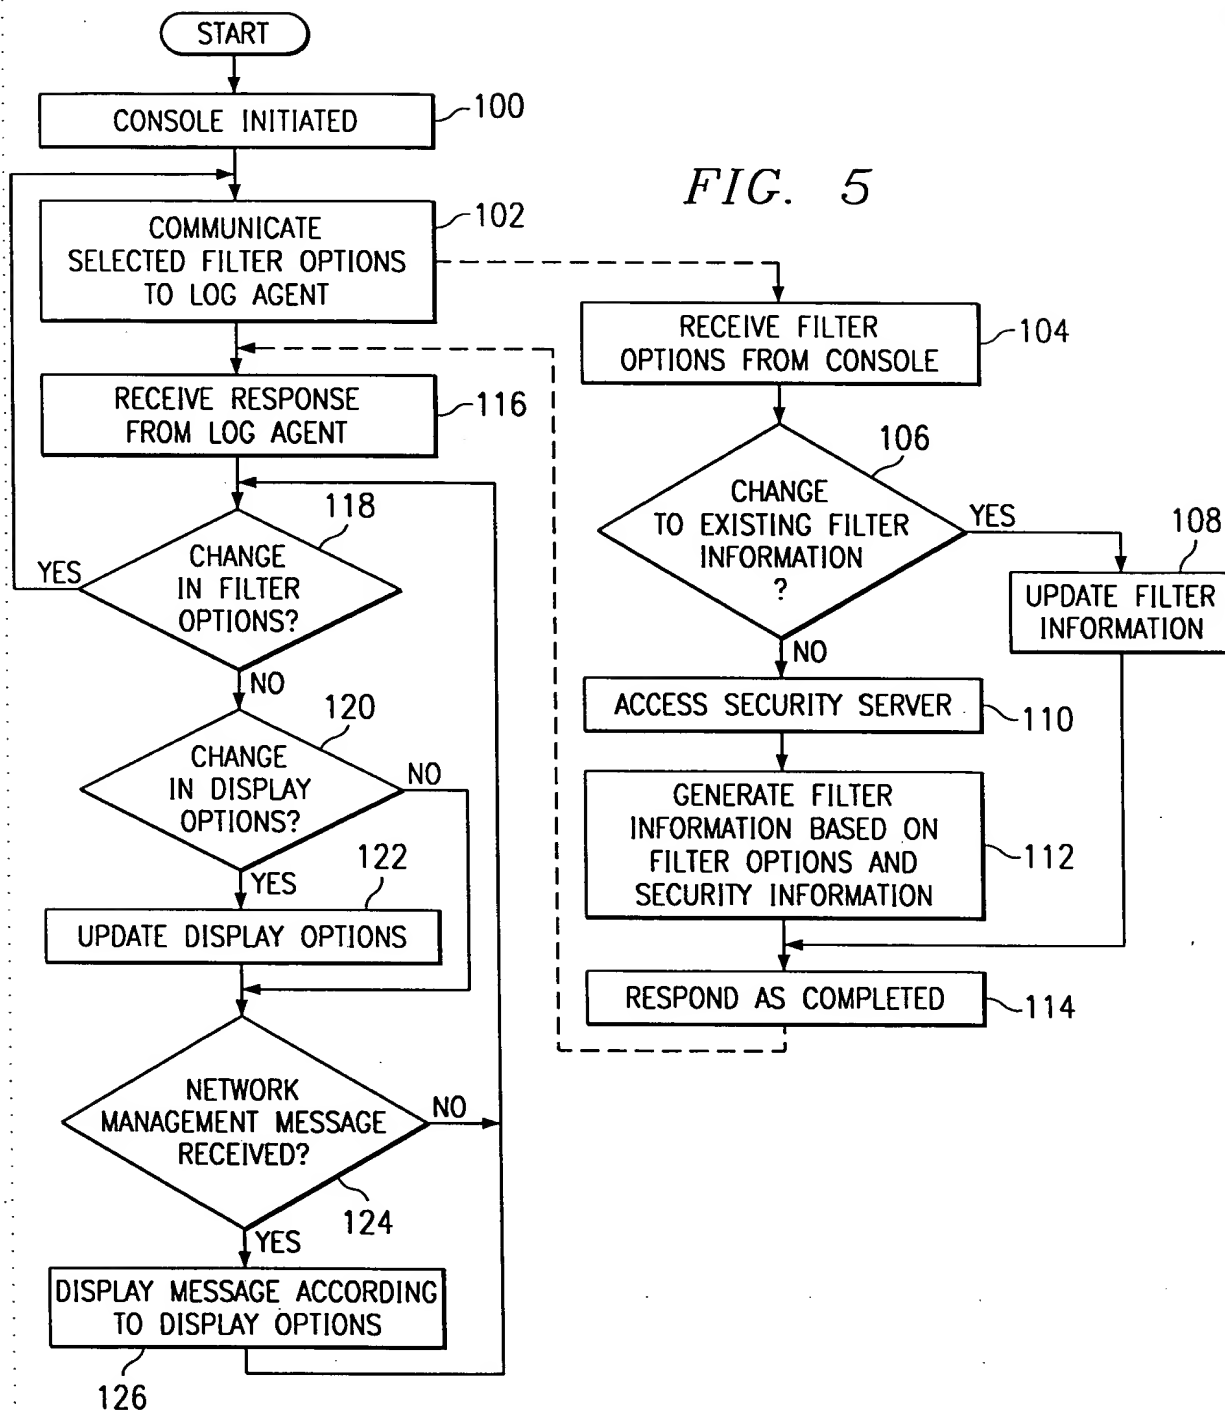 START
CONSOLE INITIATED
100
FIG. 5
COMMUNICATE
SELECTED FILTER OPTIONS
TO LOG AGENT
102
RECEIVE FILTER
OPTIONS FROM CONSOLE
104
RECEIVE RESPONSE
FROM LOG AGENT
116
CHANGE
TO EXISTING FILTER
INFORMATION
?
106
YES
NO
UPDATE FILTER
INFORMATION
108
CHANGE
IN FILTER
OPTIONS?
118
YES
NO
ACCESS SECURITY SERVER
110
CHANGE
IN DISPLAY
OPTIONS?
120
NO
YES
GENERATE FILTER
INFORMATION BASED ON
FILTER OPTIONS AND
SECURITY INFORMATION
112
UPDATE DISPLAY OPTIONS
122
RESPOND AS COMPLETED
114
NETWORK
MANAGEMENT MESSAGE
RECEIVED?
124
NO
YES
DISPLAY MESSAGE ACCORDING
TO DISPLAY OPTIONS
126